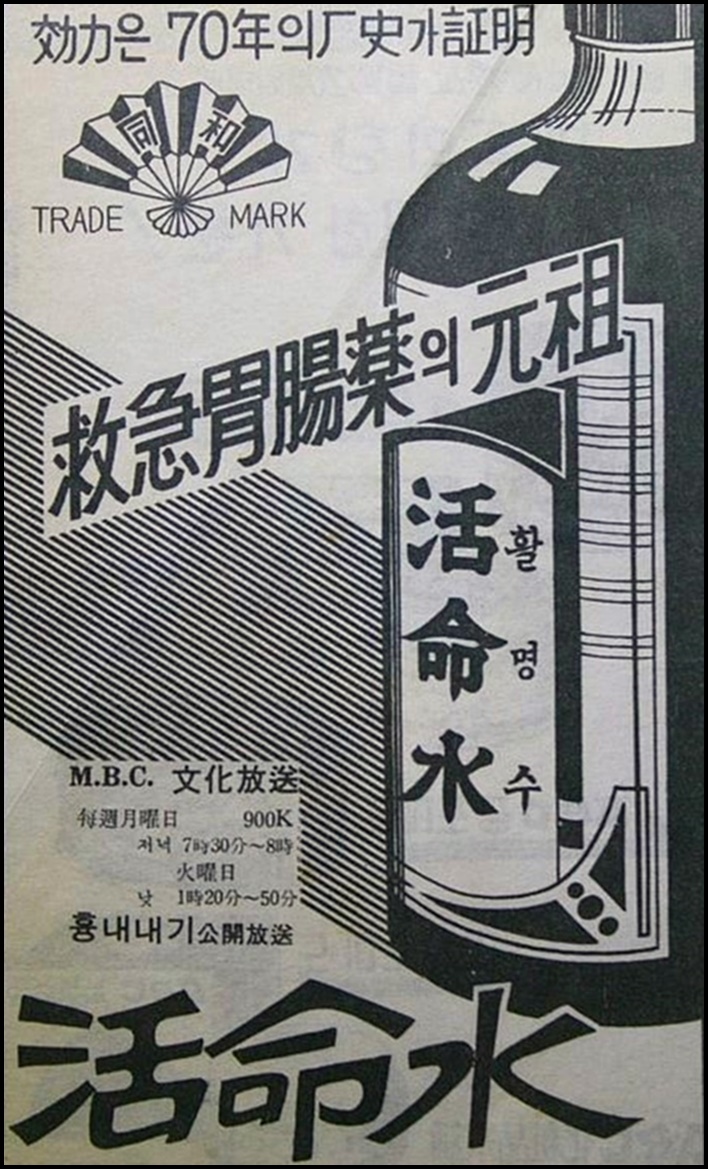 効力은 70年의厂史가証明
同和
TRADE MARK
救急胃腸薬의元祖
活命水
활명수
M.B.C. 文化放送
毎週月曜日 900K
저녁 7時30分～8時
火曜日
낮 1時20分～50分
흉내내기公開放送
活命水